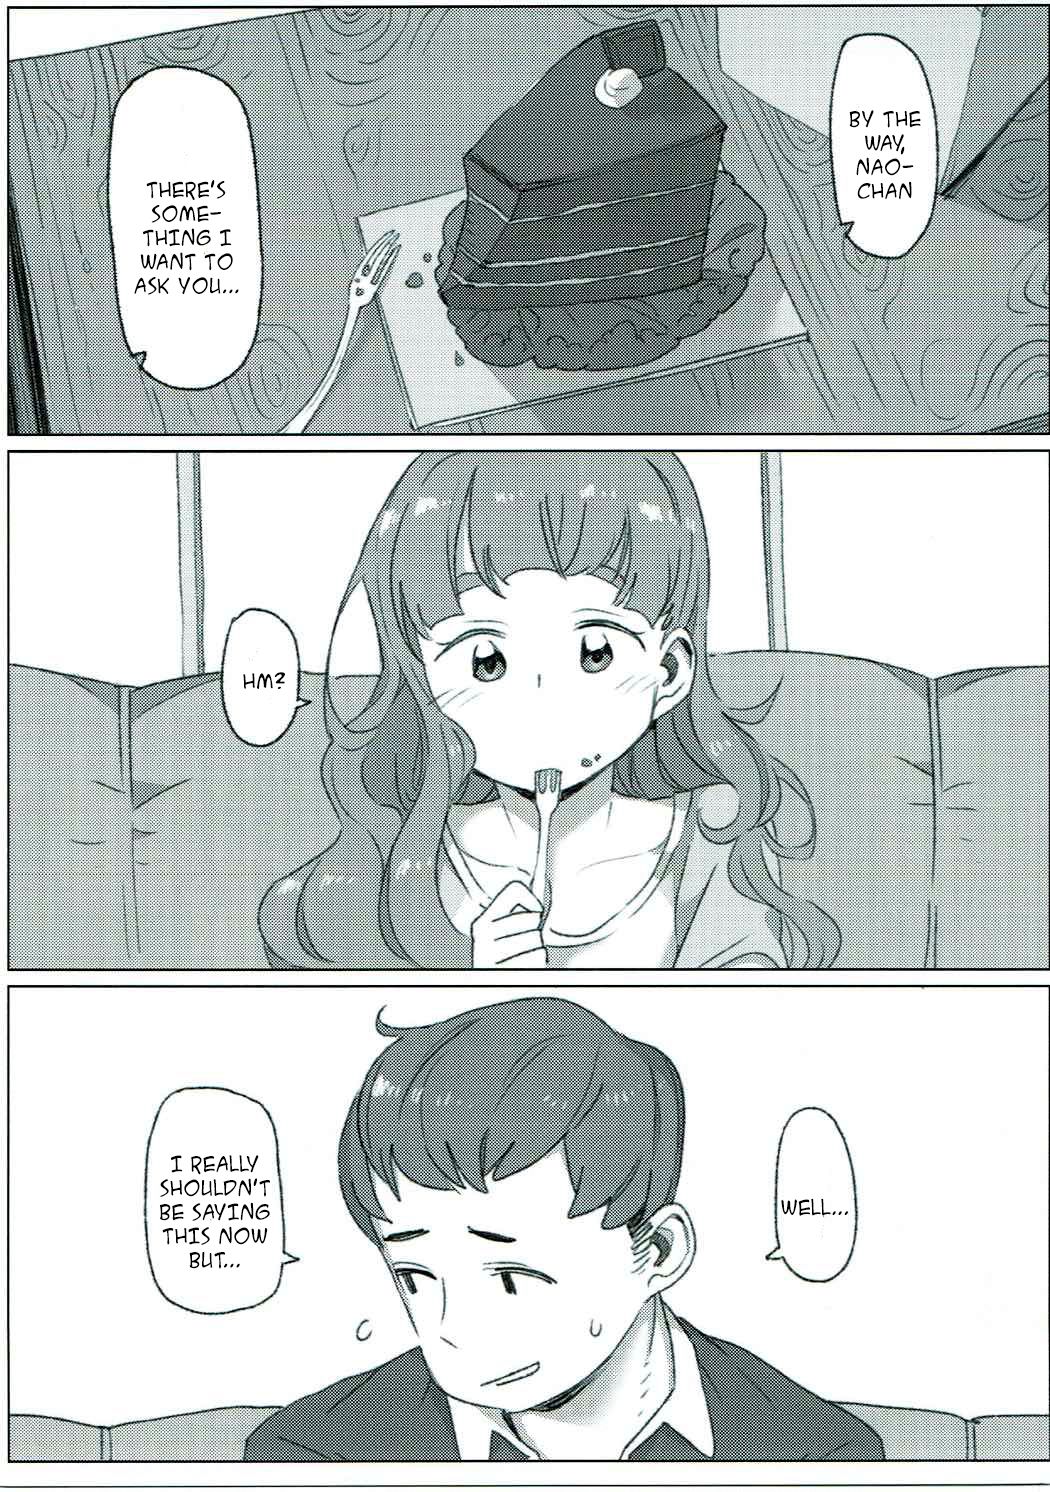 BY THE
WAY,
NAO-
CHAN
THERE'S
SOME-
THING I
WANT TO
ASK YOU...
HM?
WELL...
I REALLY
SHOULDN'T
BE SAYING
THIS NOW
BUT...